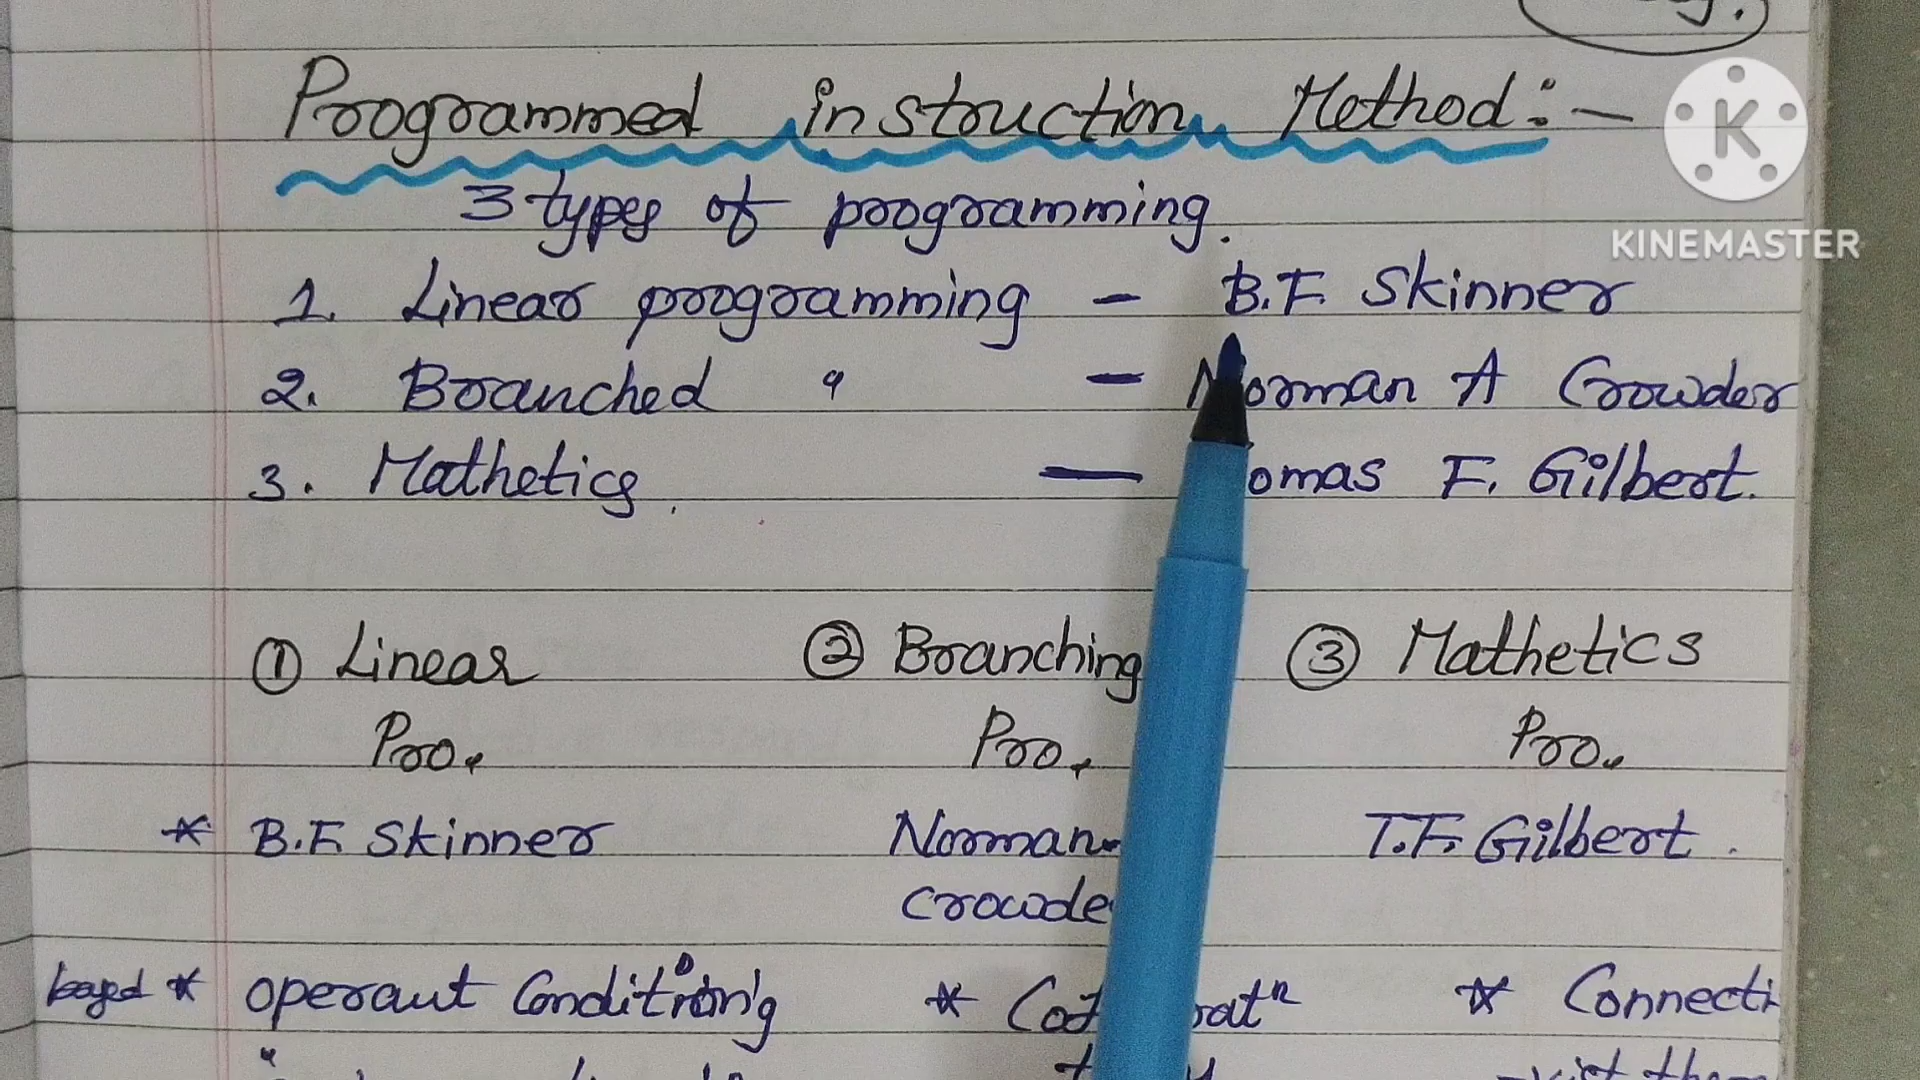 Programmed instruction Method:-
K
KINEMASTER
3 types of programming.
1. Linear programming - B.F. Skinner
2. Branched " - Norman A Crowder
3. Mathetics. - omas F. Gilbert.
① Linear ② Branching ③ Mathetics
Pro. Pro. Pro.
* B.F. Skinner Norman T.F. Gilbert.
Crowde
based * Operant Conditioning * * Connecti